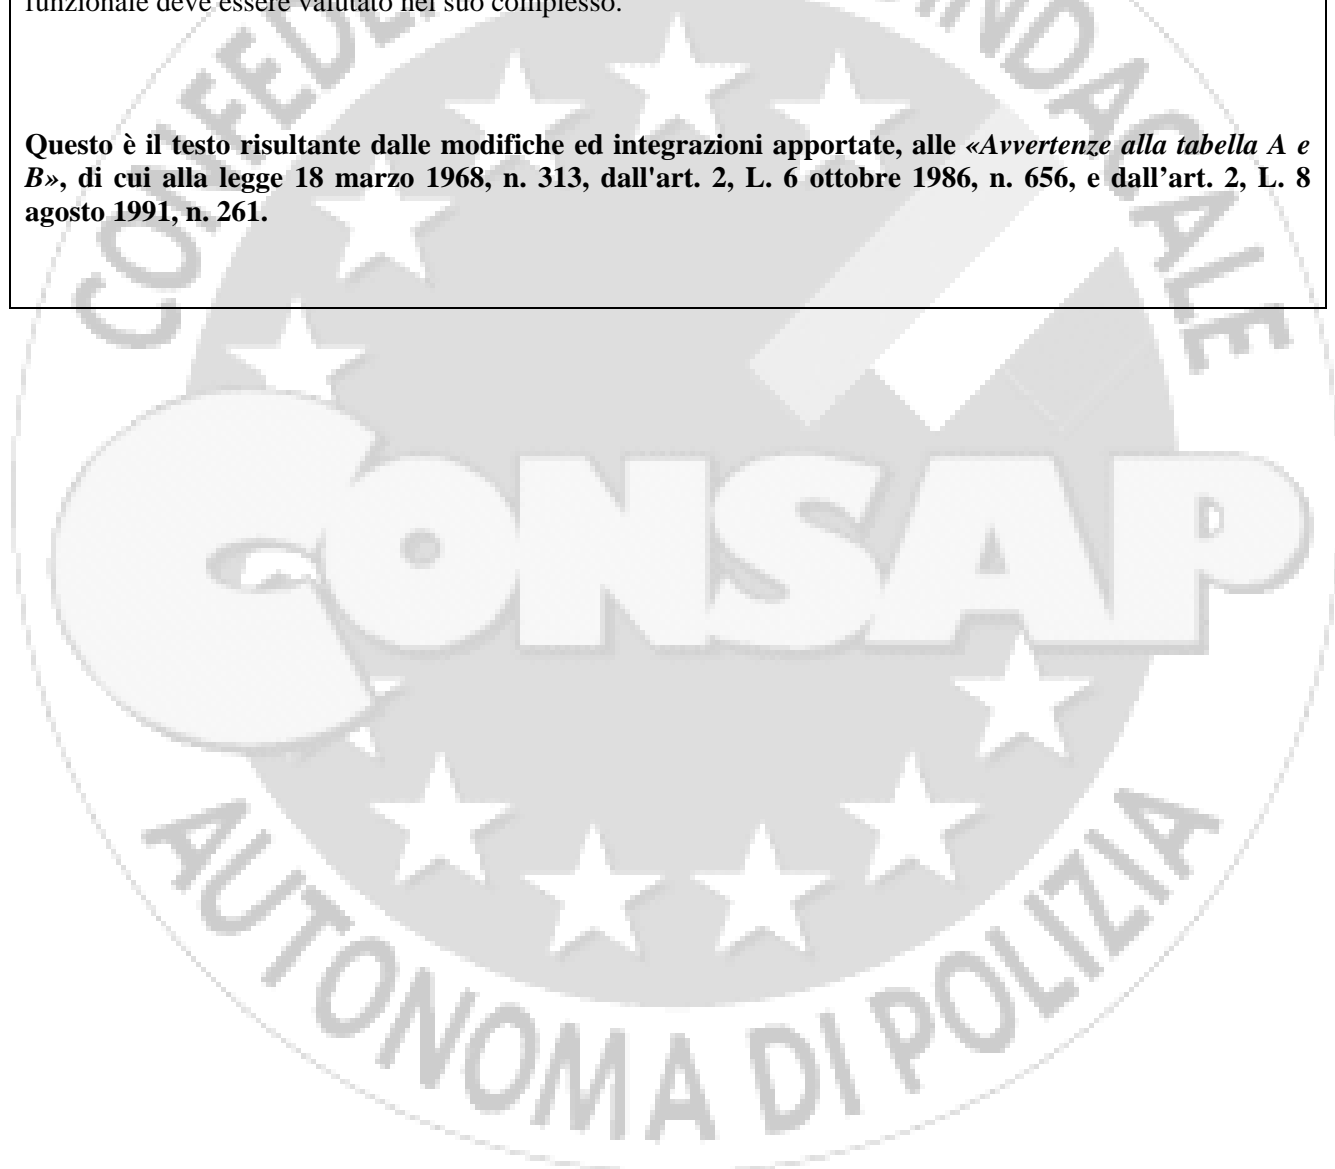 funzionale deve essere valutato nel suo complesso.
Questo è il testo risultante dalle modifiche ed integrazioni apportate, alle «Avvertenze alla tabella A e
B», di cui alla legge 18 marzo 1968, n. 313, dall'art. 2, L. 6 ottobre 1986, n. 656, e dall’art. 2, L. 8
agosto 1991, n. 261.
CONFEDE
SINDACALE
CONSAP
AUTONOMA DI POLIZIA